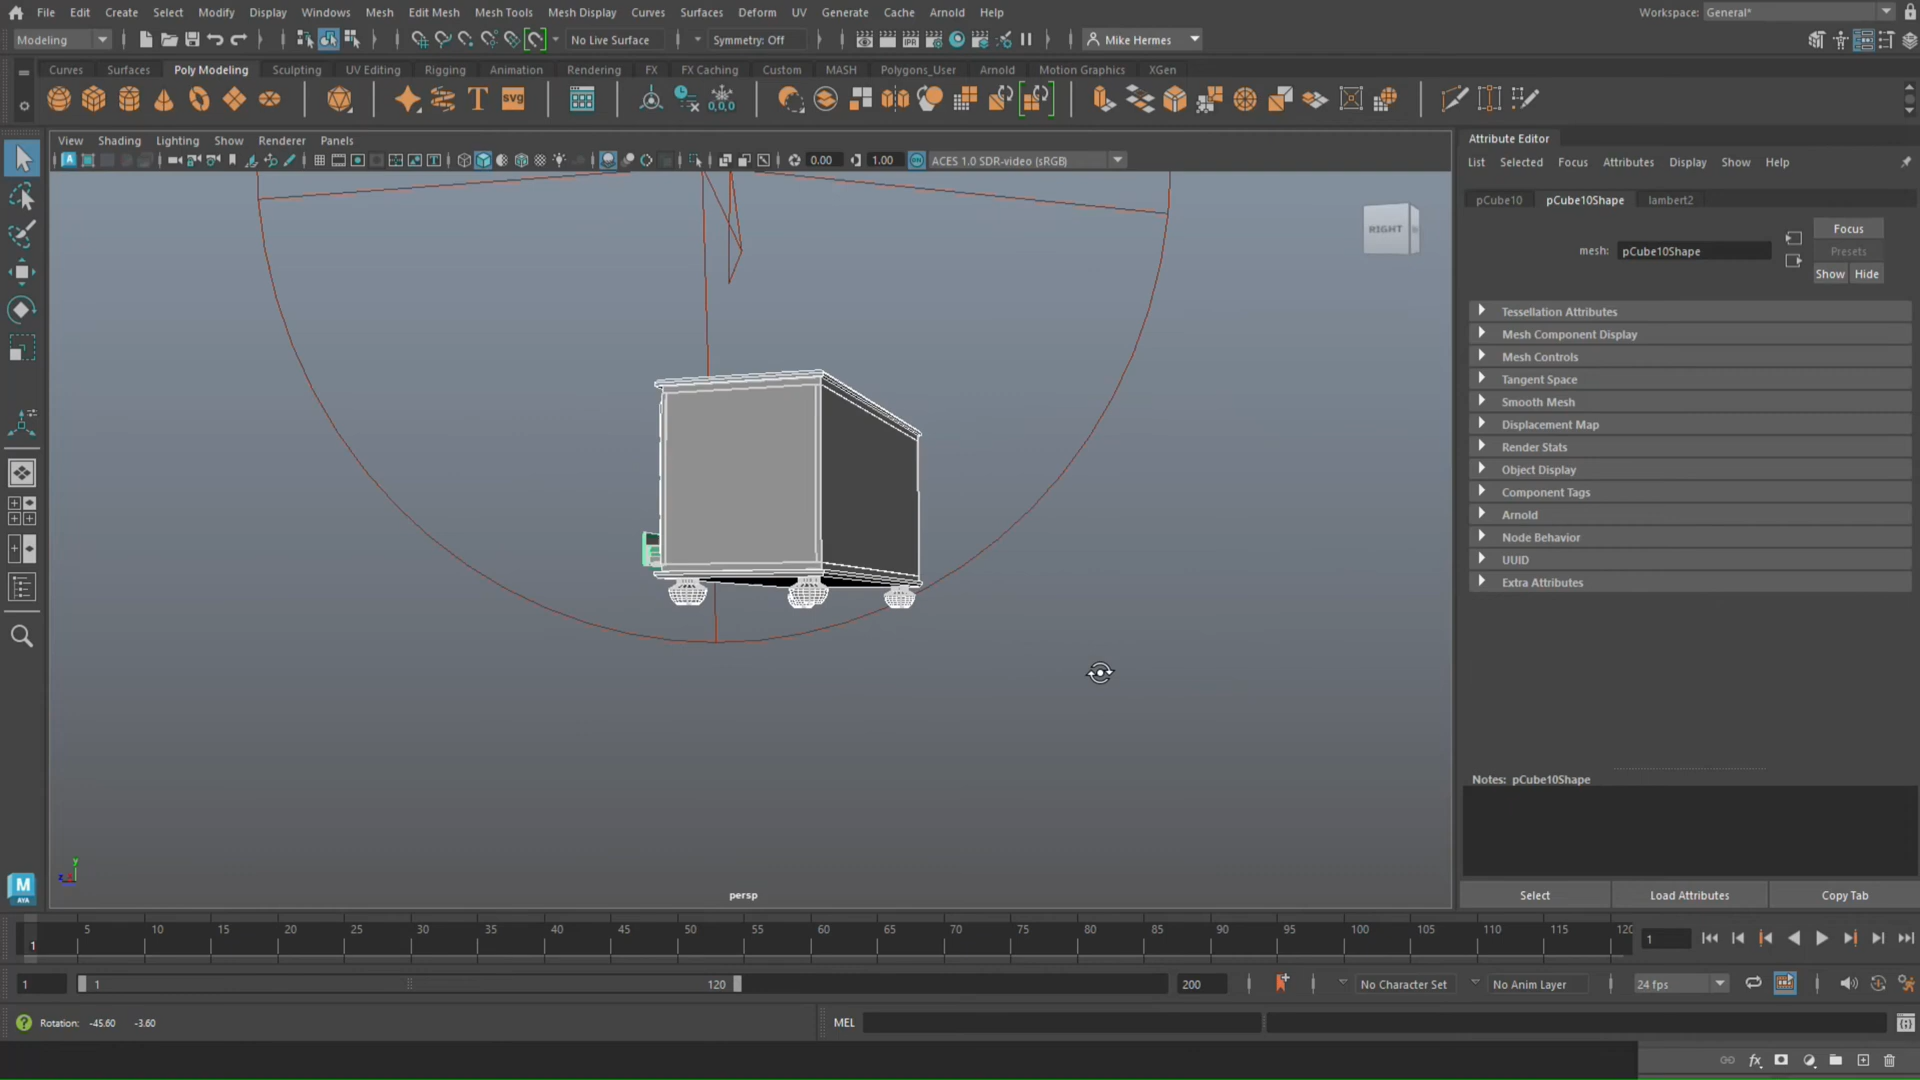 File Edit Create Select Modify Display Windows Mesh Edit Mesh Mesh Tools Mesh Display Curves Surfaces Deform UV Generate Cache Arnold Help Workspace: General*
Modeling No Live Surface Symmetry: Off IPR Mike Hermes
Curves Surfaces Poly Modeling Sculpting UV Editing Rigging Animation Rendering FX FX Caching Custom MASH Polygons_User Arnold Motion Graphics XGen
T SVG 0,0,0
View Shading Lighting Show Renderer Panels
0.00 1.00 ACES 1.0 SDR-video (sRGB)
RIGHT
persp
y
Attribute Editor
List Selected Focus Attributes Display Show Help
pCube10 pCube10Shape lambert2
mesh: pCube10Shape
Focus
Presets
Show Hide
Tessellation Attributes
Mesh Component Display
Mesh Controls
Tangent Space
Smooth Mesh
Displacement Map
Render Stats
Object Display
Component Tags
Arnold
Node Behavior
UUID
Extra Attributes
Notes: pCube10Shape
Select Load Attributes Copy Tab
M
AYA
5 10 15 20 25 30 35 40 45 50 55 60 65 70 75 80 85 90 95 100 105 110 115 120
1 1
1 1 120 200 No Character Set No Anim Layer 24 fps
Rotation: -45.60 -3.60 MEL
fx